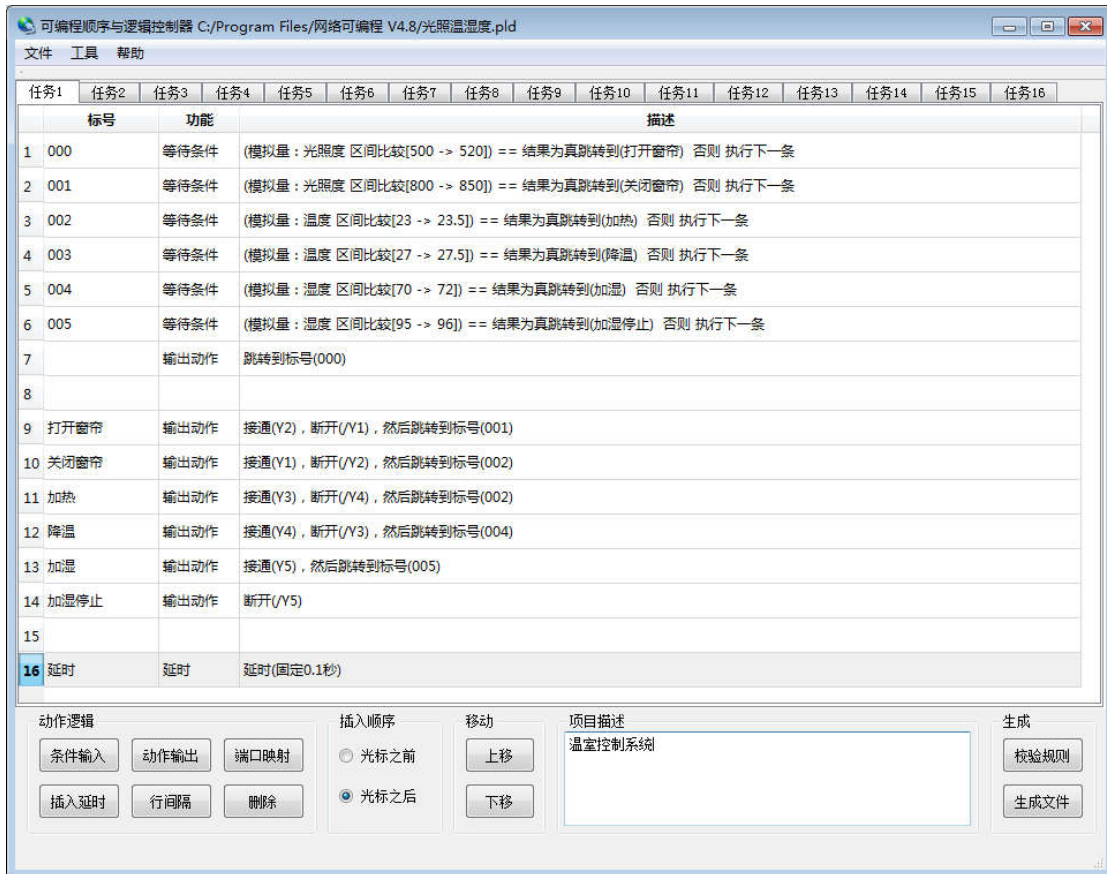 可编程顺序与逻辑控制器 C:/Program Files/网络可编程 V4.8/光照温湿度.pld
文件 工具 帮助
任务1 任务2 任务3 任务4 任务5 任务6 任务7 任务8 任务9 任务10 任务11 任务12 任务13 任务14 任务15 任务16
标号 功能 描述
1 000 等待条件 (模拟量：光照度 区间比较[500 -> 520]) == 结果为真跳转到(打开窗帘) 否则 执行下一条
2 001 等待条件 (模拟量：光照度 区间比较[800 -> 850]) == 结果为真跳转到(关闭窗帘) 否则 执行下一条
3 002 等待条件 (模拟量：温度 区间比较[23 -> 23.5]) == 结果为真跳转到(加热) 否则 执行下一条
4 003 等待条件 (模拟量：温度 区间比较[27 -> 27.5]) == 结果为真跳转到(降温) 否则 执行下一条
5 004 等待条件 (模拟量：湿度 区间比较[70 -> 72]) == 结果为真跳转到(加湿) 否则 执行下一条
6 005 等待条件 (模拟量：湿度 区间比较[95 -> 96]) == 结果为真跳转到(加湿停止) 否则 执行下一条
7 输出动作 跳转到标号(000)
8
9 打开窗帘 输出动作 接通(Y2)，断开(/Y1)，然后跳转到标号(001)
10 关闭窗帘 输出动作 接通(Y1)，断开(/Y2)，然后跳转到标号(002)
11 加热 输出动作 接通(Y3)，断开(/Y4)，然后跳转到标号(002)
12 降温 输出动作 接通(Y4)，断开(/Y3)，然后跳转到标号(004)
13 加湿 输出动作 接通(Y5)，然后跳转到标号(005)
14 加湿停止 输出动作 断开(/Y5)
15
16 延时 延时 延时(固定0.1秒)
动作逻辑 插入顺序 移动 项目描述 生成
条件输入 动作输出 端口映射 光标之前 上移 温室控制系统 校验规则
插入延时 行间隔 删除 光标之后 下移 生成文件